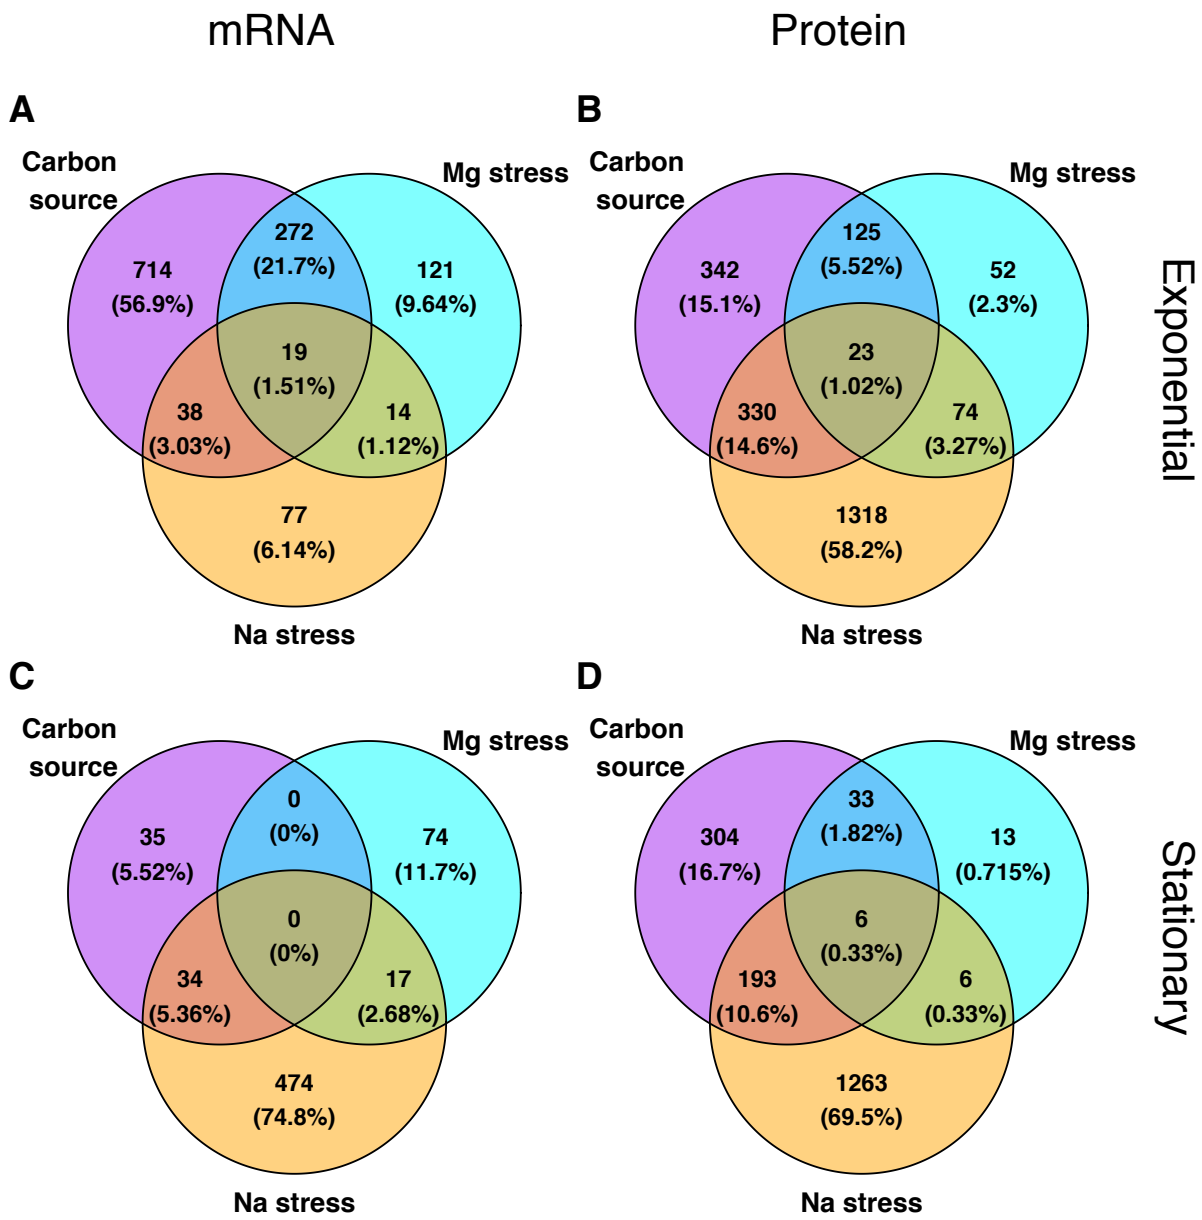 mRNA
Protein
A
Carbon
source
Mg stress
272
(21.7%)
714
(56.9%)
121
(9.64%)
19
(1.51%)
38
(3.03%)
14
(1.12%)
77
(6.14%)
Na stress
B
Carbon
source
Mg stress
125
(5.52%)
342
(15.1%)
52
(2.3%)
23
(1.02%)
330
(14.6%)
74
(3.27%)
1318
(58.2%)
Na stress
Exponential
C
Carbon
source
Mg stress
0
(0%)
35
(5.52%)
74
(11.7%)
0
(0%)
34
(5.36%)
17
(2.68%)
474
(74.8%)
Na stress
D
Carbon
source
Mg stress
33
(1.82%)
304
(16.7%)
13
(0.715%)
6
(0.33%)
193
(10.6%)
6
(0.33%)
1263
(69.5%)
Na stress
Stationary